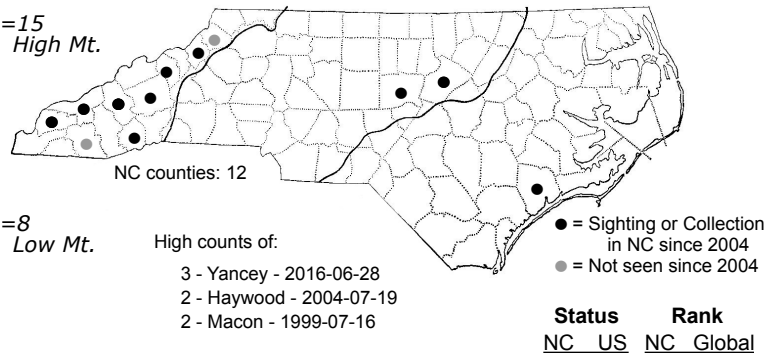 =15
High Mt.
NC counties: 12
=8
Low Mt.
High counts of:
3 - Yancey - 2016-06-28
2 - Haywood - 2004-07-19
2 - Macon - 1999-07-16
● = Sighting or Collection
in NC since 2004
● = Not seen since 2004
Status Rank
NC US NC Global